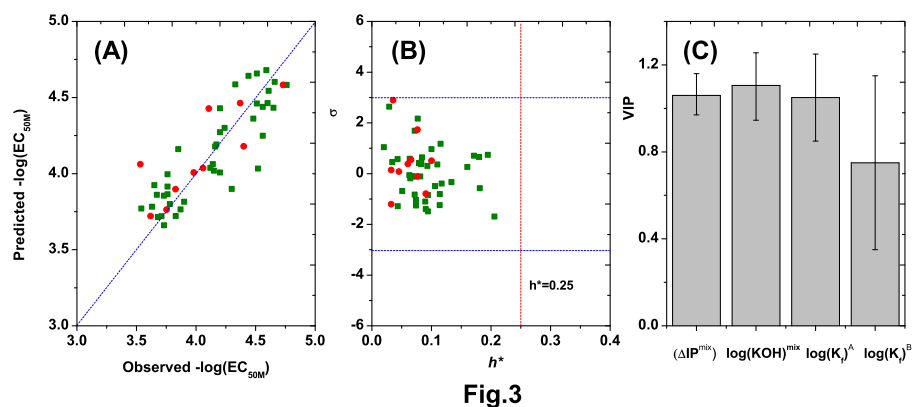 (A)
Predicted -log(EC50M)
5.0
4.5
4.0
3.5
3.0
3.0 3.5 4.0 4.5 5.0
Observed -log(EC50M)
(B)
σ
6
4
2
0
-2
-4
-6
h*=0.25
0.0 0.1 0.2 0.3 0.4
h*
(C)
VIP
1.2
0.8
0.4
0.0
(ΔIPmix) log(KOH)mix log(Kf)A log(Kf)B
Fig.3